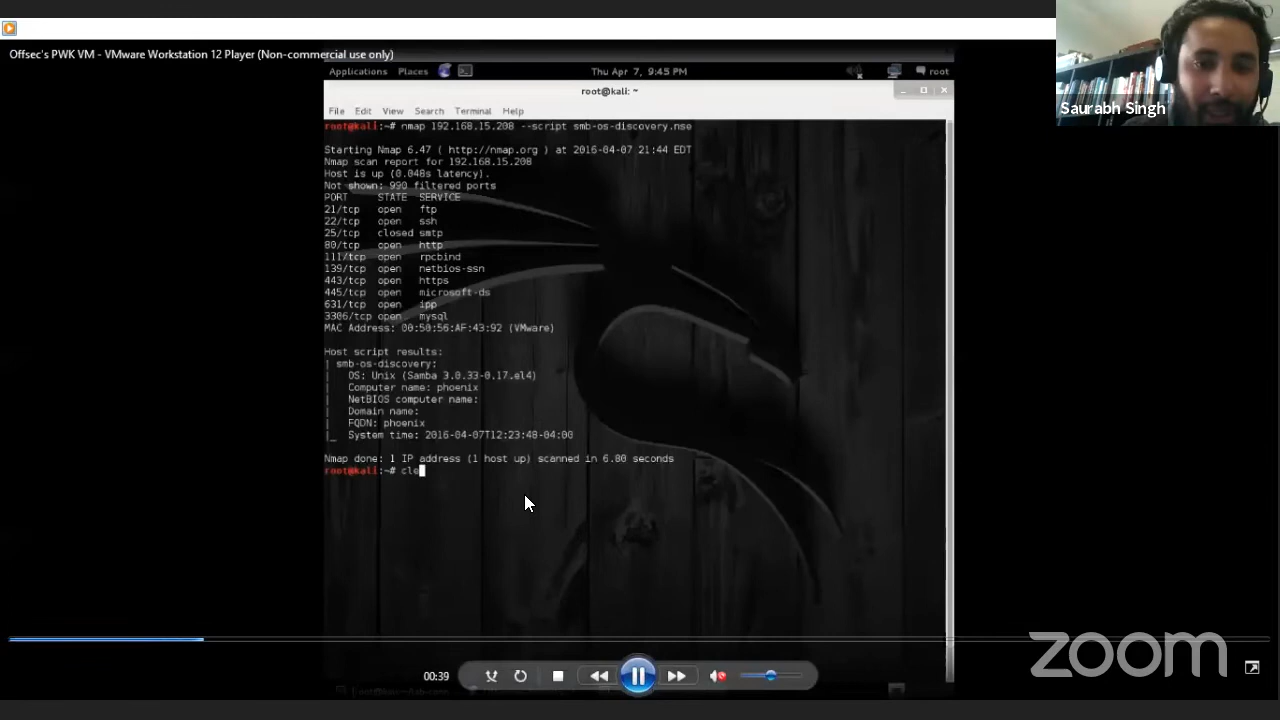 Offsec's PWK VM - VMware Workstation 12 Player (Non-commercial use only)
Applications Places Thu Apr 7, 9:45 PM root
root@kali: ~
File Edit View Search Terminal Help
root@kali:~# nmap 192.168.15.208 --script smb-os-discovery.nse
Starting Nmap 6.47 ( http://nmap.org ) at 2016-04-07 21:44 EDT
Nmap scan report for 192.168.15.208
Host is up (0.048s latency).
Not shown: 990 filtered ports
PORT STATE SERVICE
21/tcp open ftp
22/tcp open ssh
25/tcp closed smtp
80/tcp open http
111/tcp open rpcbind
139/tcp open netbios-ssn
443/tcp open https
445/tcp open microsoft-ds
631/tcp open ipp
3306/tcp open mysql
MAC Address: 00:50:56:AF:43:92 (VMware)
Host script results:
| smb-os-discovery:
| OS: Unix (Samba 3.0.33-0.17.el4)
| Computer name: phoenix
| NetBIOS computer name:
| Domain name:
| FQDN: phoenix
|_ System time: 2016-04-07T12:23:48-04:00
Nmap done: 1 IP address (1 host up) scanned in 6.80 seconds
root@kali:~# cle
Saurabh Singh
00:39
zoom